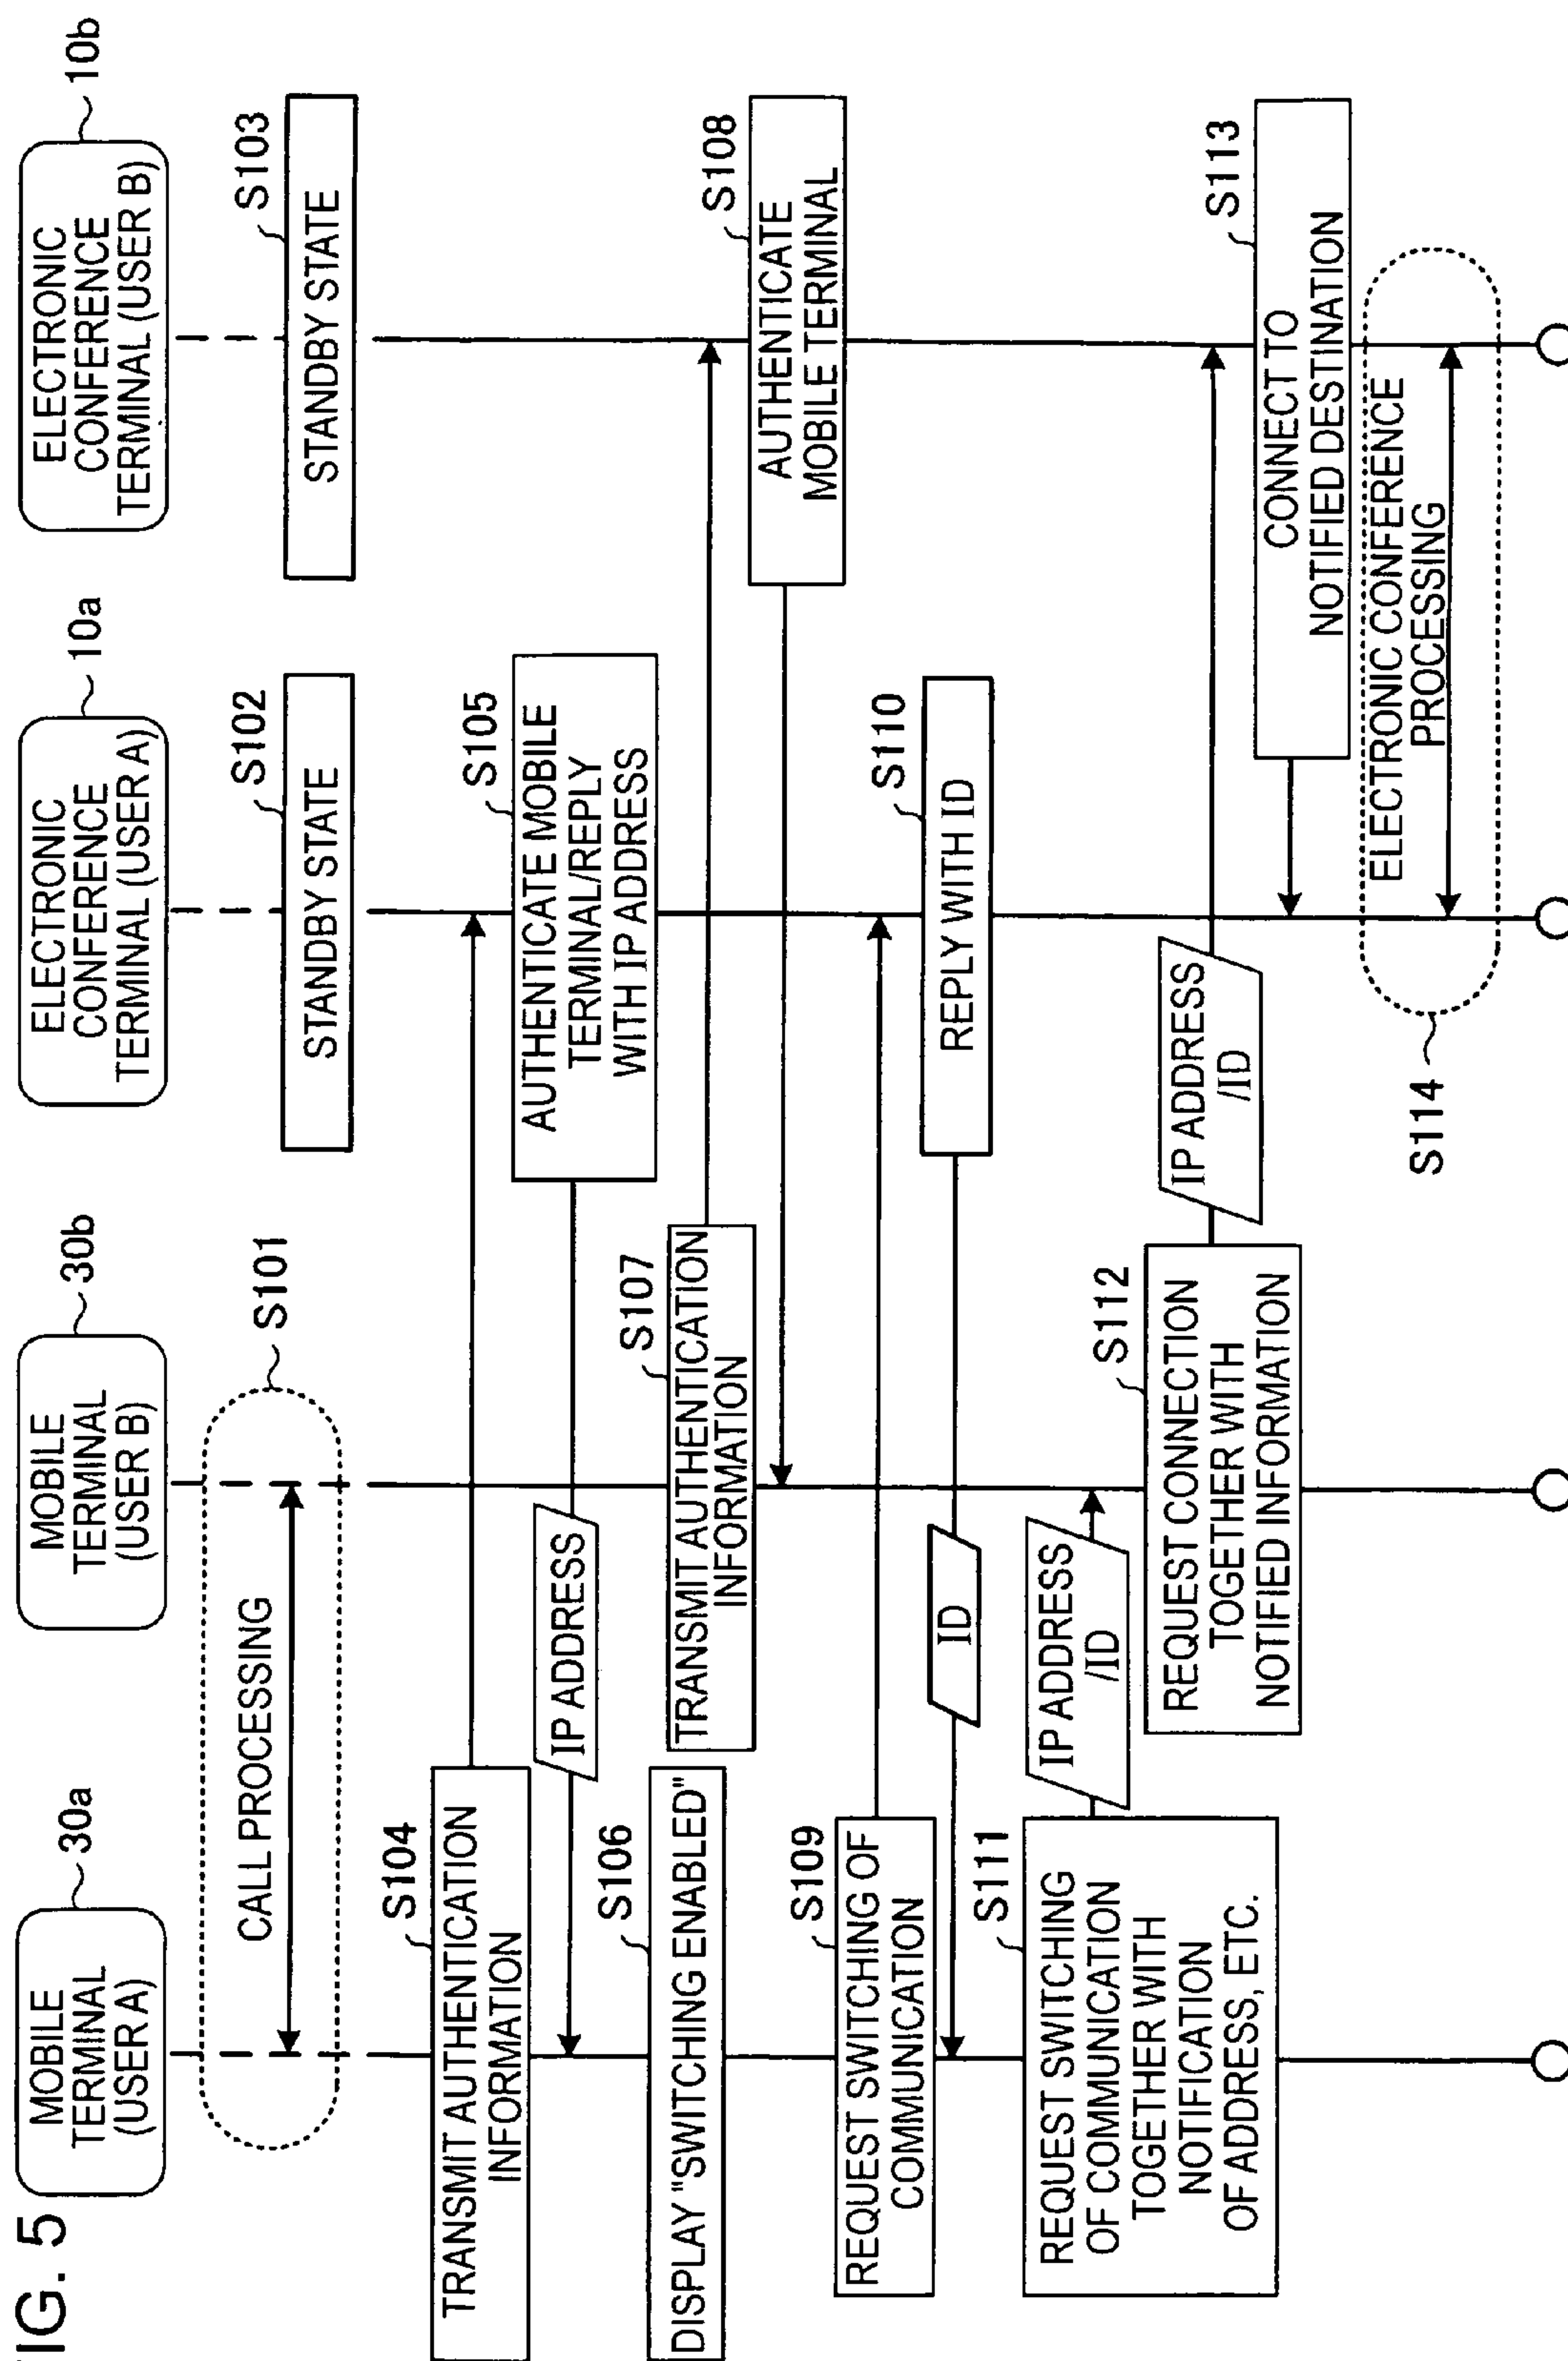 IG. 5
MOBILE
TERMINAL
(USER A)
30a
MOBILE
TERMINAL
(USER B)
30b
ELECTRONIC
CONFERENCE
TERMINAL (USER A)
10a
ELECTRONIC
CONFERENCE
TERMINAL (USER B)
10b
CALL PROCESSING
S101
S102
STANDBY STATE
S103
STANDBY STATE
S104
TRANSMIT AUTHENTICATION
INFORMATION
S105
AUTHENTICATE MOBILE
TERMINAL/REPLY
WITH IP ADDRESS
IP ADDRESS
S106
DISPLAY "SWITCHING ENABLED"
S107
TRANSMIT AUTHENTICATION
INFORMATION
S108
AUTHENTICATE
MOBILE TERMINAL
S109
REQUEST SWITCHING OF
COMMUNICATION
S110
REPLY WITH ID
ID
S111
REQUEST SWITCHING
OF COMMUNICATION
TOGETHER WITH
NOTIFICATION
OF ADDRESS, ETC.
IP ADDRESS
/ID
S112
REQUEST CONNECTION
TOGETHER WITH
NOTIFIED INFORMATION
IP ADDRESS
/ID
S113
CONNECT TO
NOTIFIED DESTINATION
ELECTRONIC CONFERENCE
PROCESSING
S114